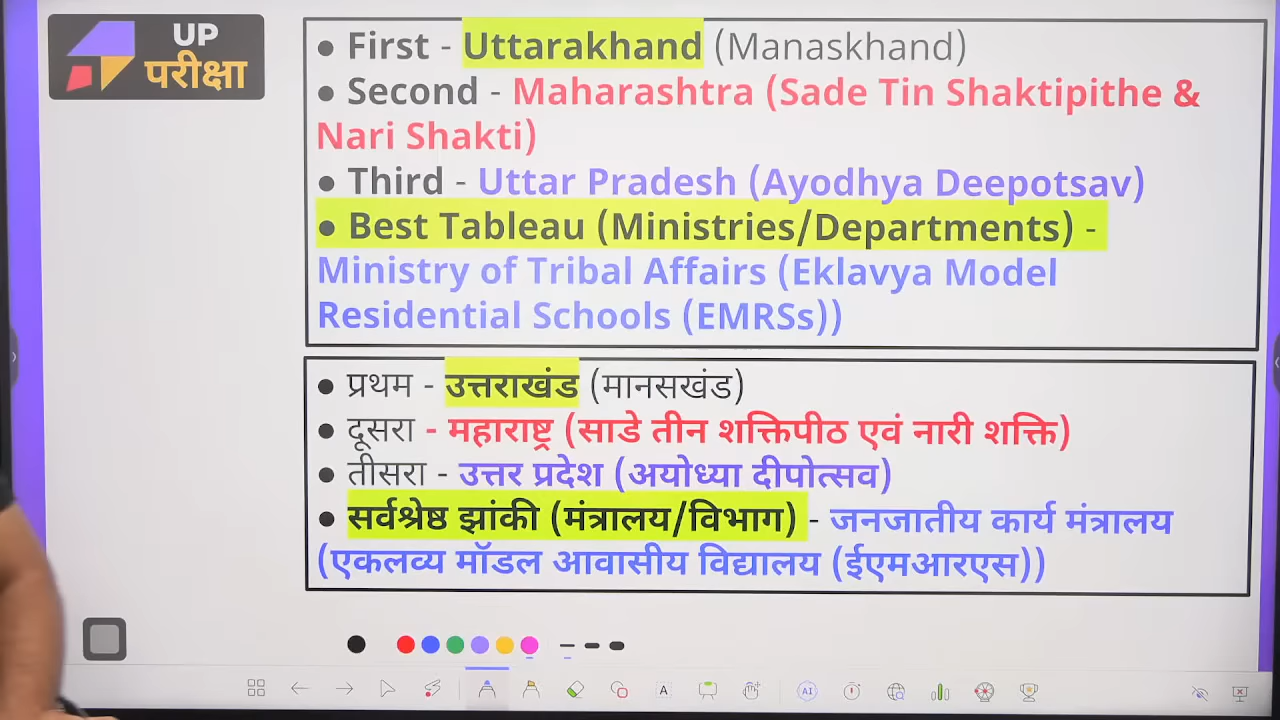 UP
परीक्षा
● First - Uttarakhand (Manaskhand)
● Second - Maharashtra (Sade Tin Shaktipithe &
Nari Shakti)
● Third - Uttar Pradesh (Ayodhya Deepotsav)
● Best Tableau (Ministries/Departments) -
Ministry of Tribal Affairs (Eklavya Model
Residential Schools (EMRSs))
● प्रथम - उत्तराखंड (मानसखंड)
● दूसरा - महाराष्ट्र (साडे तीन शक्तिपीठ एवं नारी शक्ति)
● तीसरा - उत्तर प्रदेश (अयोध्या दीपोत्सव)
● सर्वश्रेष्ठ झांकी (मंत्रालय/विभाग) - जनजातीय कार्य मंत्रालय
(एकलव्य मॉडल आवासीय विद्यालय (ईएमआरएस))
A
AI